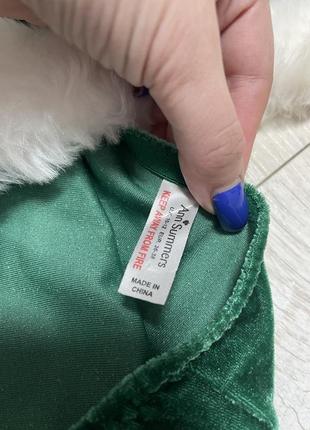 Ann Summers
KEEP AWAY FROM FIRE
MADE IN
CHINA